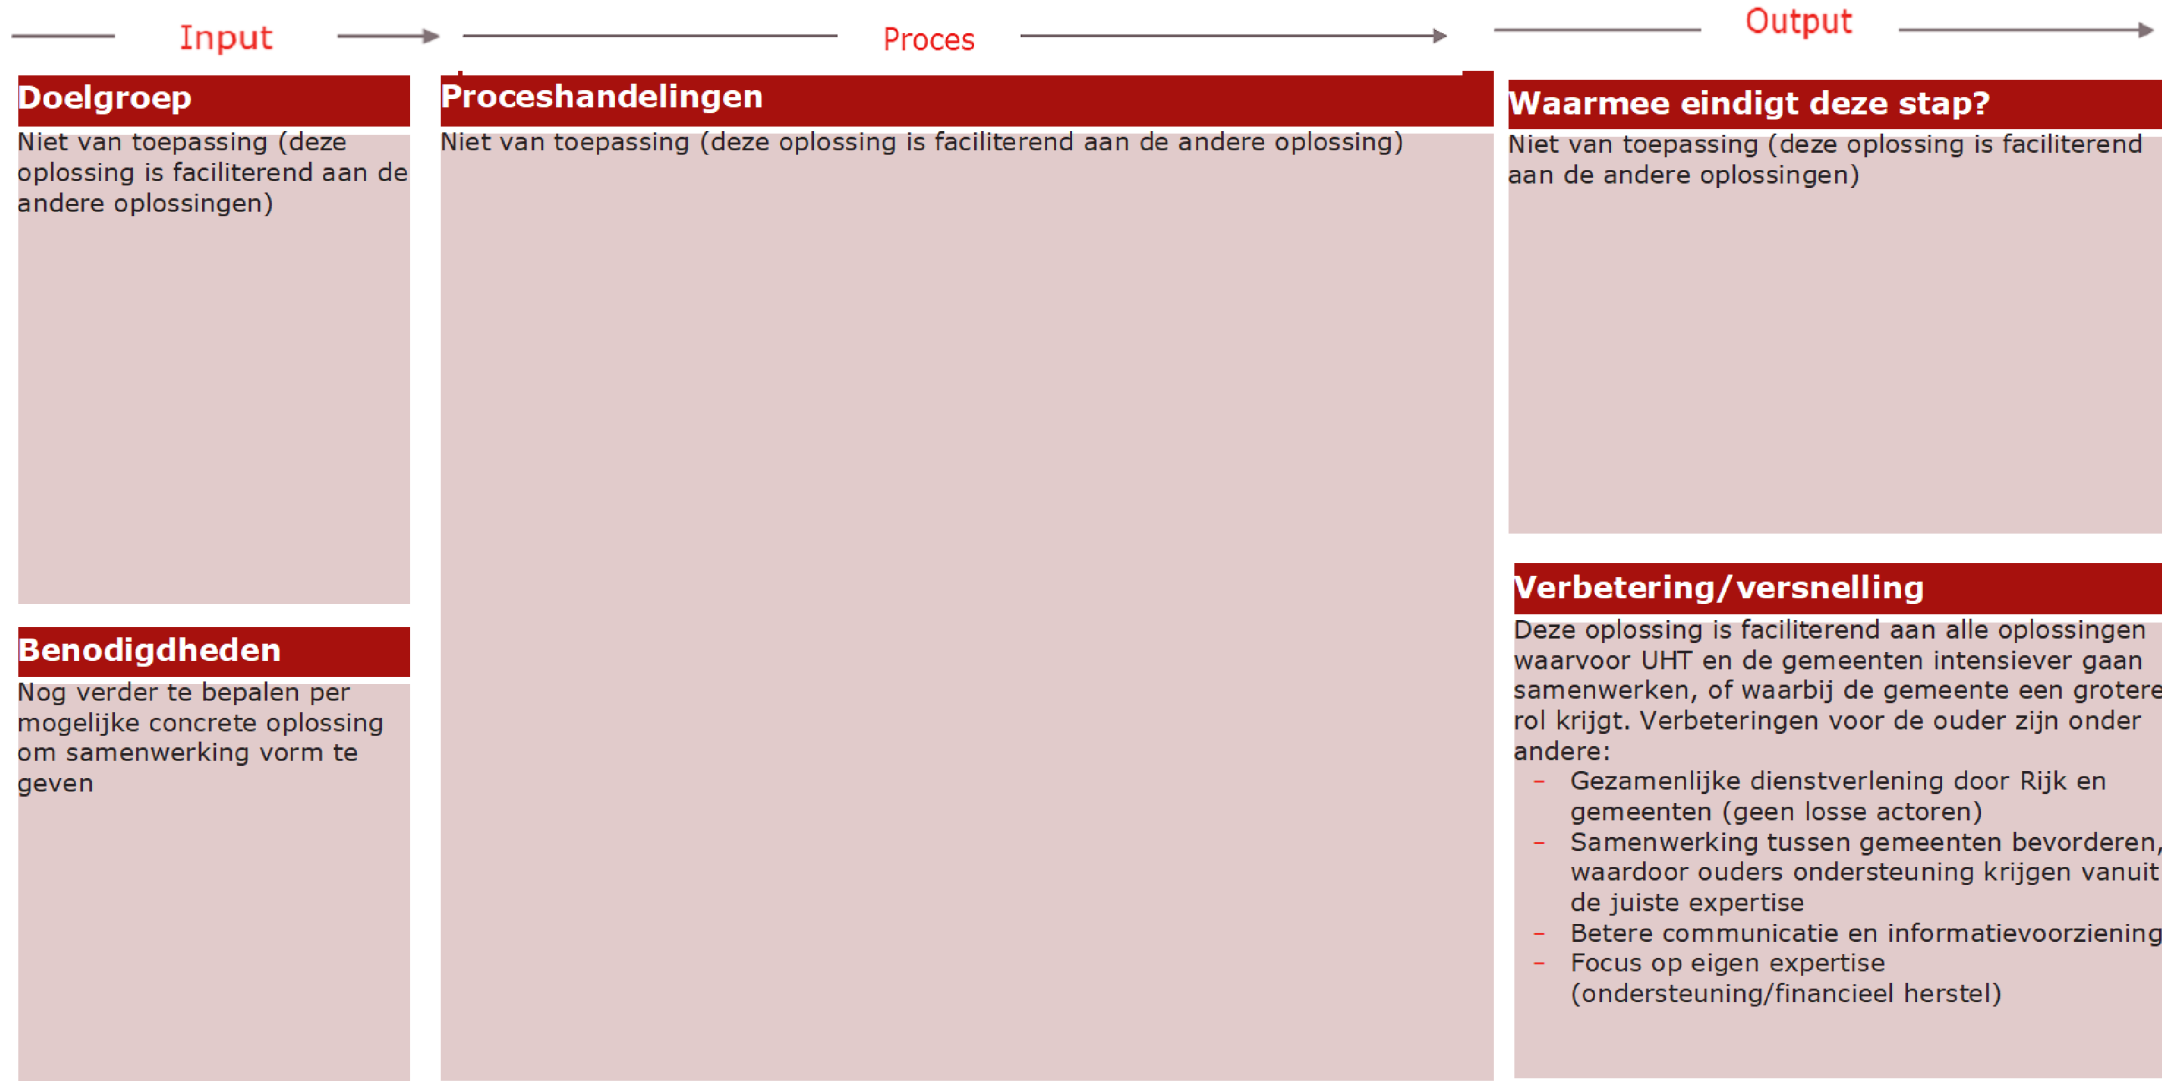 Input
Proces
Output
Doelgroep
Niet van toepassing (deze
oplossing is faciliterend aan de
andere oplossingen)
Benodigdheden
Nog verder te bepalen per
mogelijke concrete oplossing
om samenwerking vorm te
geven
Proceshandelingen
Niet van toepassing (deze oplossing is faciliterend aan de andere oplossing)
Waarmee eindigt deze stap?
Niet van toepassing (deze oplossing is faciliterend
aan de andere oplossingen)
Verbetering/versnelling
Deze oplossing is faciliterend aan alle oplossingen
waarvoor UHT en de gemeenten intensiever gaan
samenwerken, of waarbij de gemeente een grotere
rol krijgt. Verbeteringen voor de ouder zijn onder
andere:
– Gezamenlijke dienstverlening door Rijk en
gemeenten (geen losse actoren)
– Samenwerking tussen gemeenten bevorderen,
waardoor ouders ondersteuning krijgen vanuit
de juiste expertise
– Betere communicatie en informatievoorziening
– Focus op eigen expertise
(ondersteuning/financieel herstel)